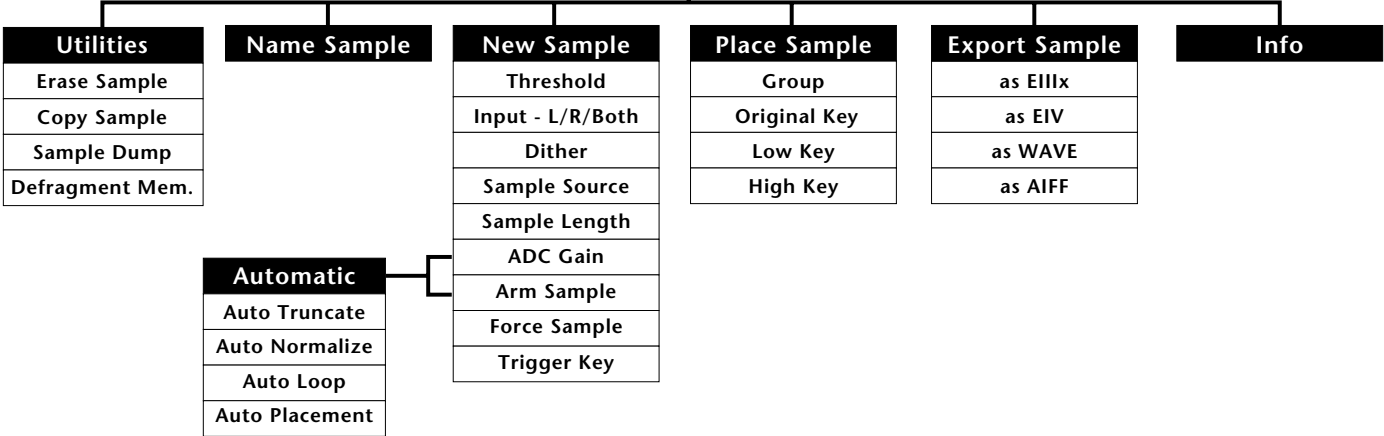 Utilities
Erase Sample
Copy Sample
Sample Dump
Defragment Mem.
Name Sample
New Sample
Threshold
Input - L/R/Both
Dither
Sample Source
Sample Length
ADC Gain
Arm Sample
Force Sample
Trigger Key
Automatic
Auto Truncate
Auto Normalize
Auto Loop
Auto Placement
Place Sample
Group
Original Key
Low Key
High Key
Export Sample
as EIIIx
as EIV
as WAVE
as AIFF
Info